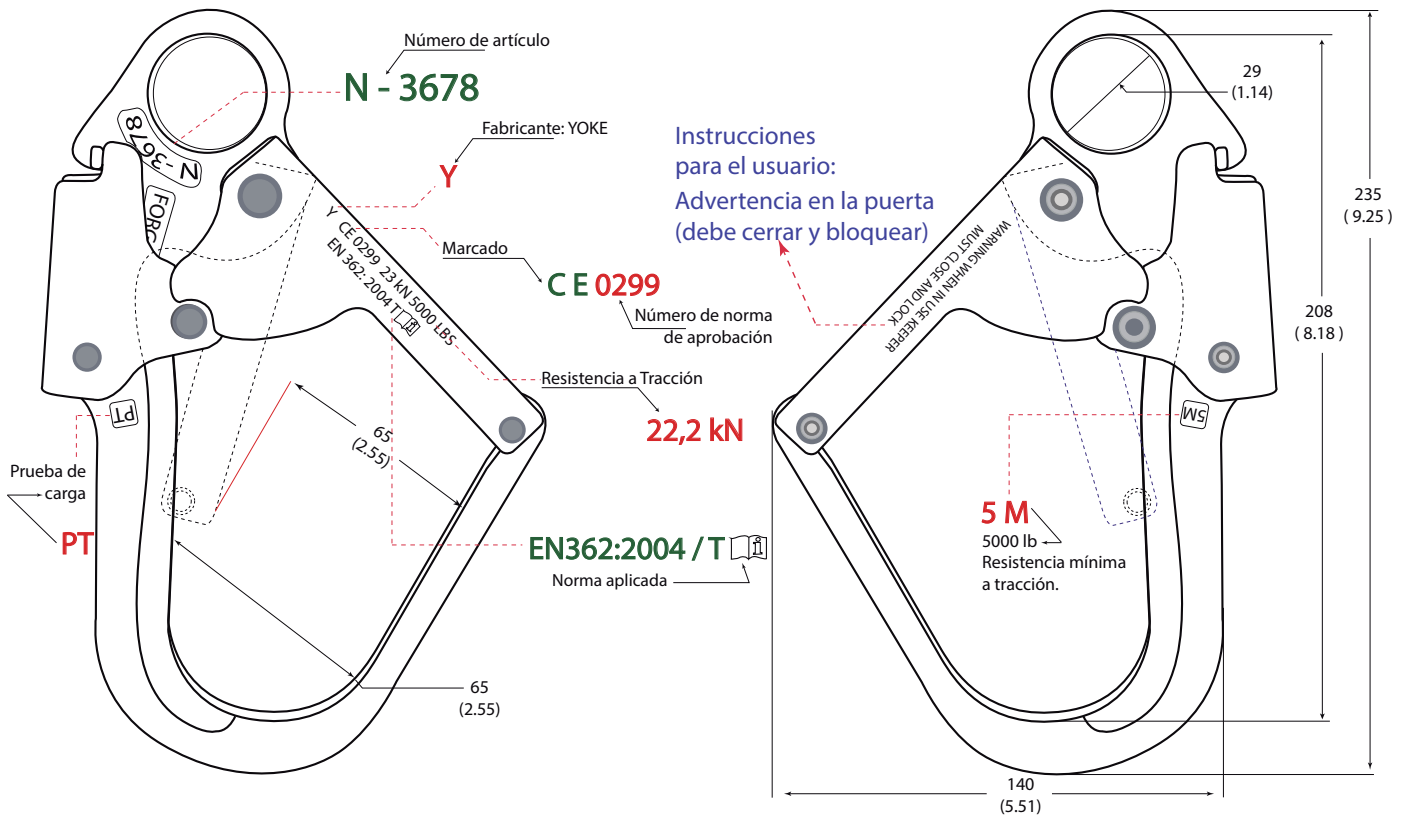 Número de artículo
N - 3678
Fabricante: YOKE
Y
Marcado
C E 0299
Número de norma
de aprobación
Resistencia a Tracción
22,2 kN
EN362:2004 / T
Norma aplicada
N - 3678
FORG
Y CE 0299 23 kN 5000 LBS
EN 362: 2004 T
PT
Prueba de
carga
PT
65
(2.55)
65
(2.55)
Instrucciones
para el usuario:
Advertencia en la puerta
(debe cerrar y bloquear)
WARNING WHEN IN USE KEEPER
MUST CLOSE AND LOCK
29
(1.14)
235
( 9.25 )
208
( 8.18 )
5M
5 M
5000 lb
Resistencia mínima
a tracción.
140
(5.51)